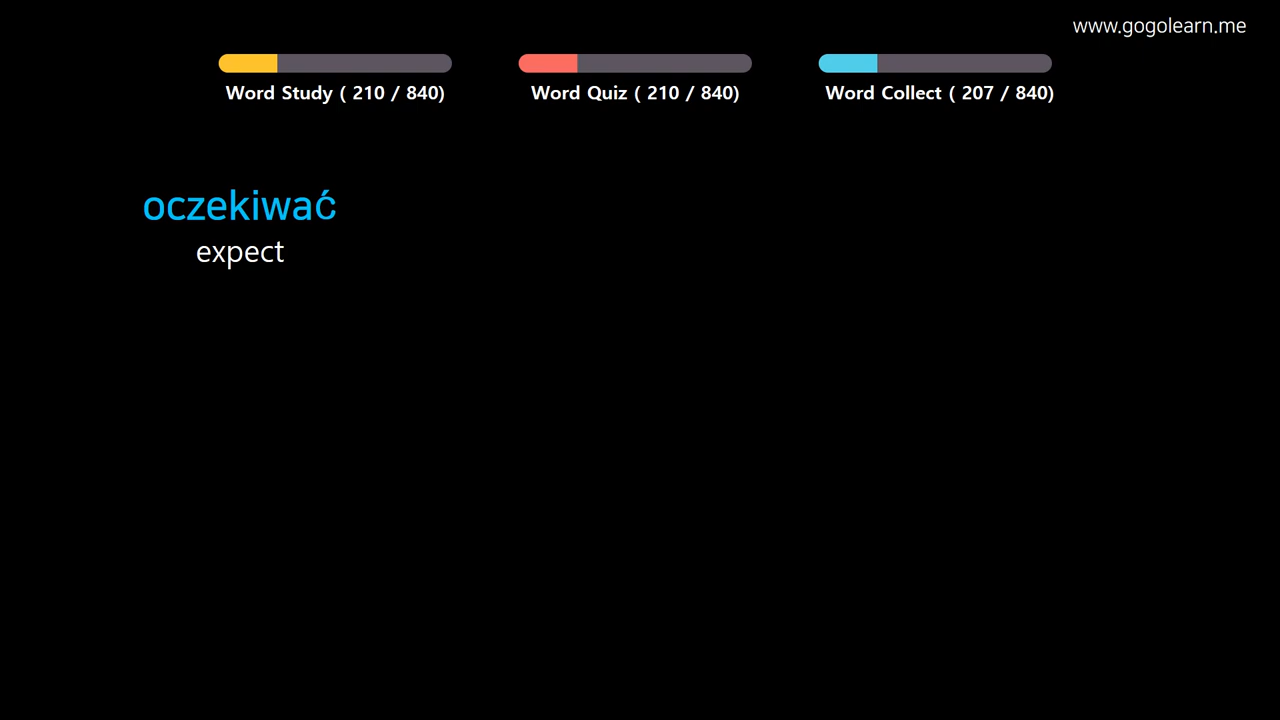 www.gogolearn.me
Word Study ( 210 / 840)
Word Quiz ( 210 / 840)
Word Collect ( 207 / 840)
oczekiwać
expect